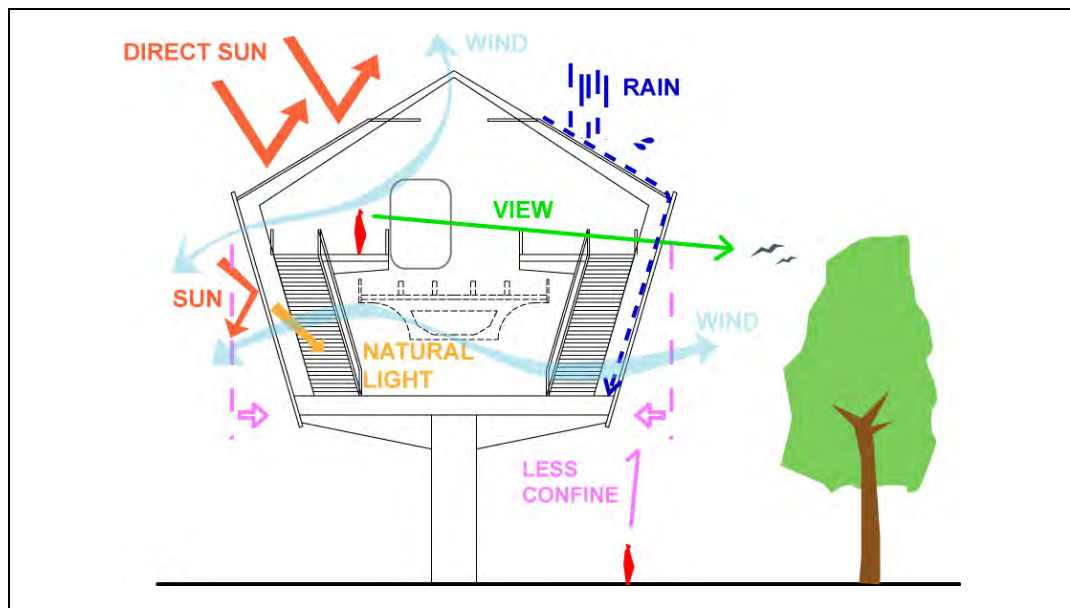 WIND
DIRECT SUN
RAIN
VIEW
SUN
WIND
NATURAL
LIGHT
LESS
CONFINE